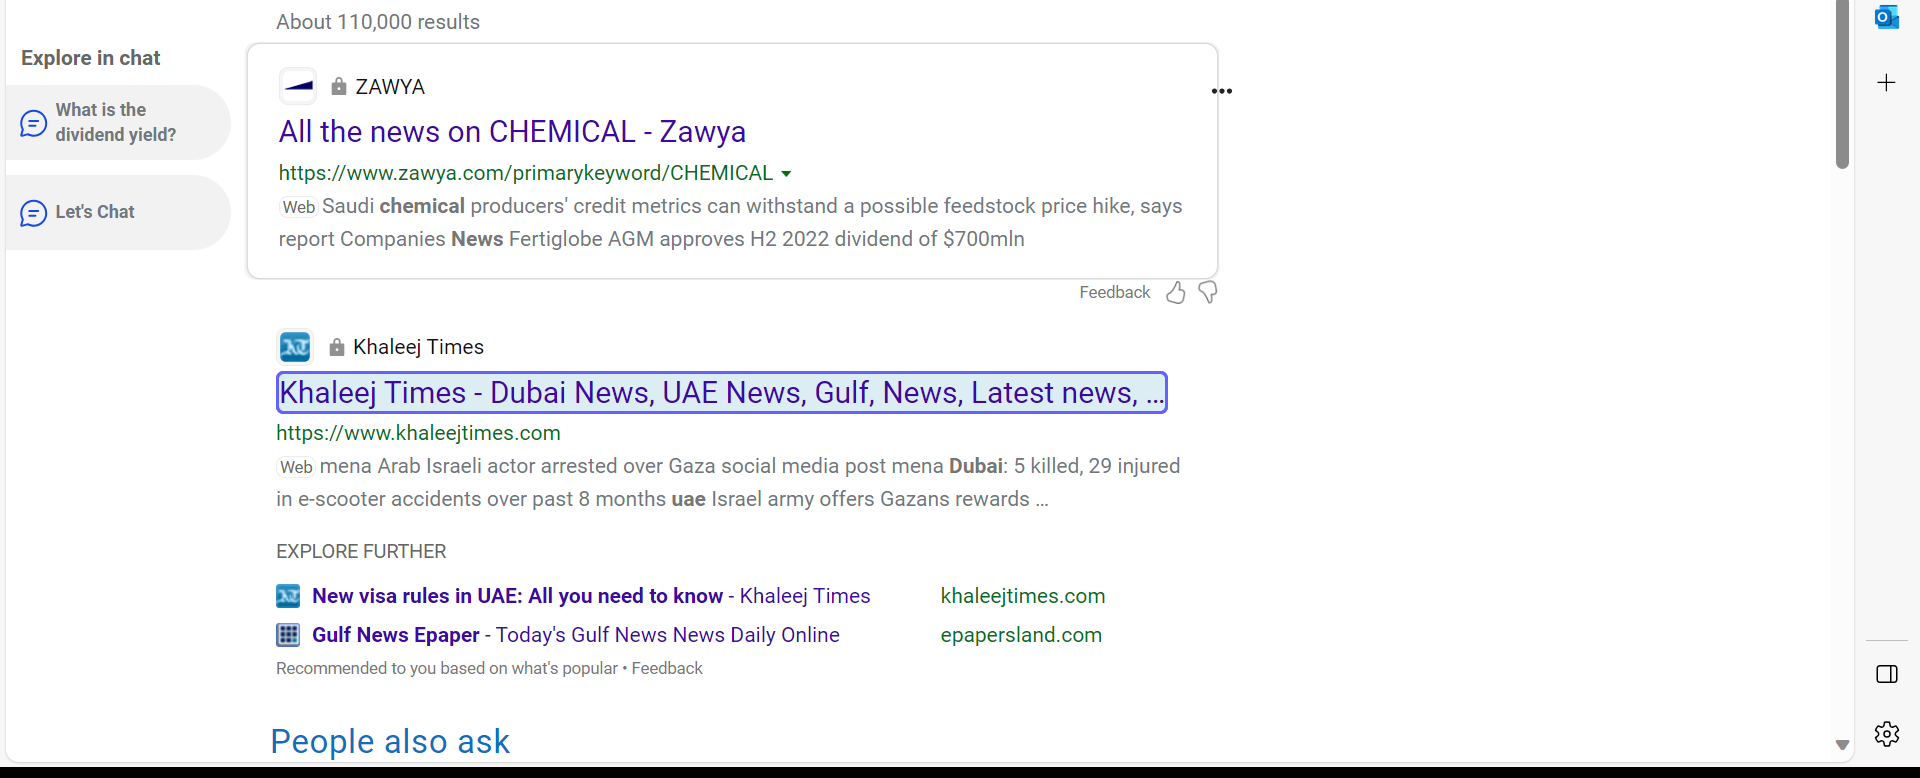 About 110,000 results
Explore in chat
What is the
dividend yield?
Let's Chat
ZAWYA
All the news on CHEMICAL - Zawya
https://www.zawya.com/primarykeyword/CHEMICAL
Web Saudi chemical producers' credit metrics can withstand a possible feedstock price hike, says
report Companies News Fertiglobe AGM approves H2 2022 dividend of $700mln
Feedback
Khaleej Times
Khaleej Times - Dubai News, UAE News, Gulf, News, Latest news, ...
https://www.khaleejtimes.com
Web mena Arab Israeli actor arrested over Gaza social media post mena Dubai: 5 killed, 29 injured
in e-scooter accidents over past 8 months uae Israel army offers Gazans rewards ...
EXPLORE FURTHER
New visa rules in UAE: All you need to know - Khaleej Times khaleejtimes.com
Gulf News Epaper - Today's Gulf News News Daily Online epapersland.com
Recommended to you based on what's popular • Feedback
People also ask